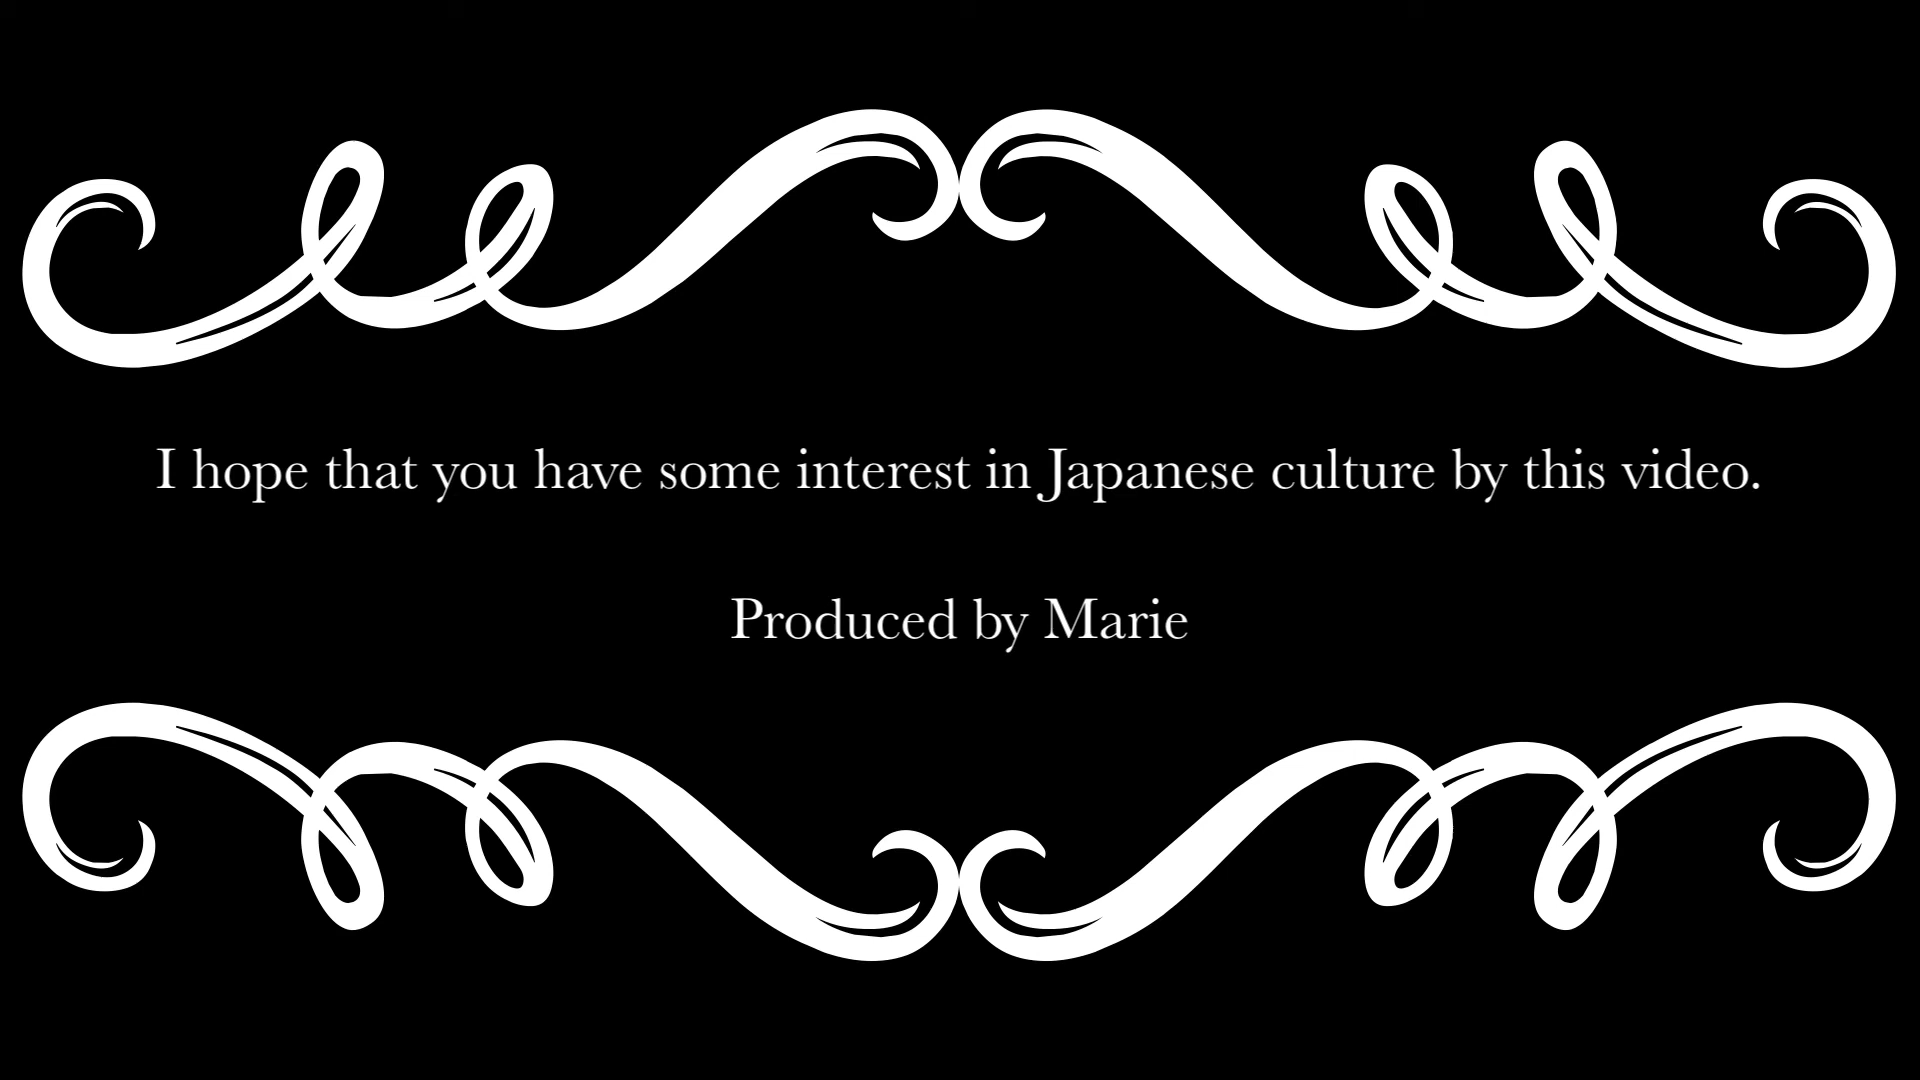 I hope that you have some interest in Japanese culture by this video.
Produced by Marie